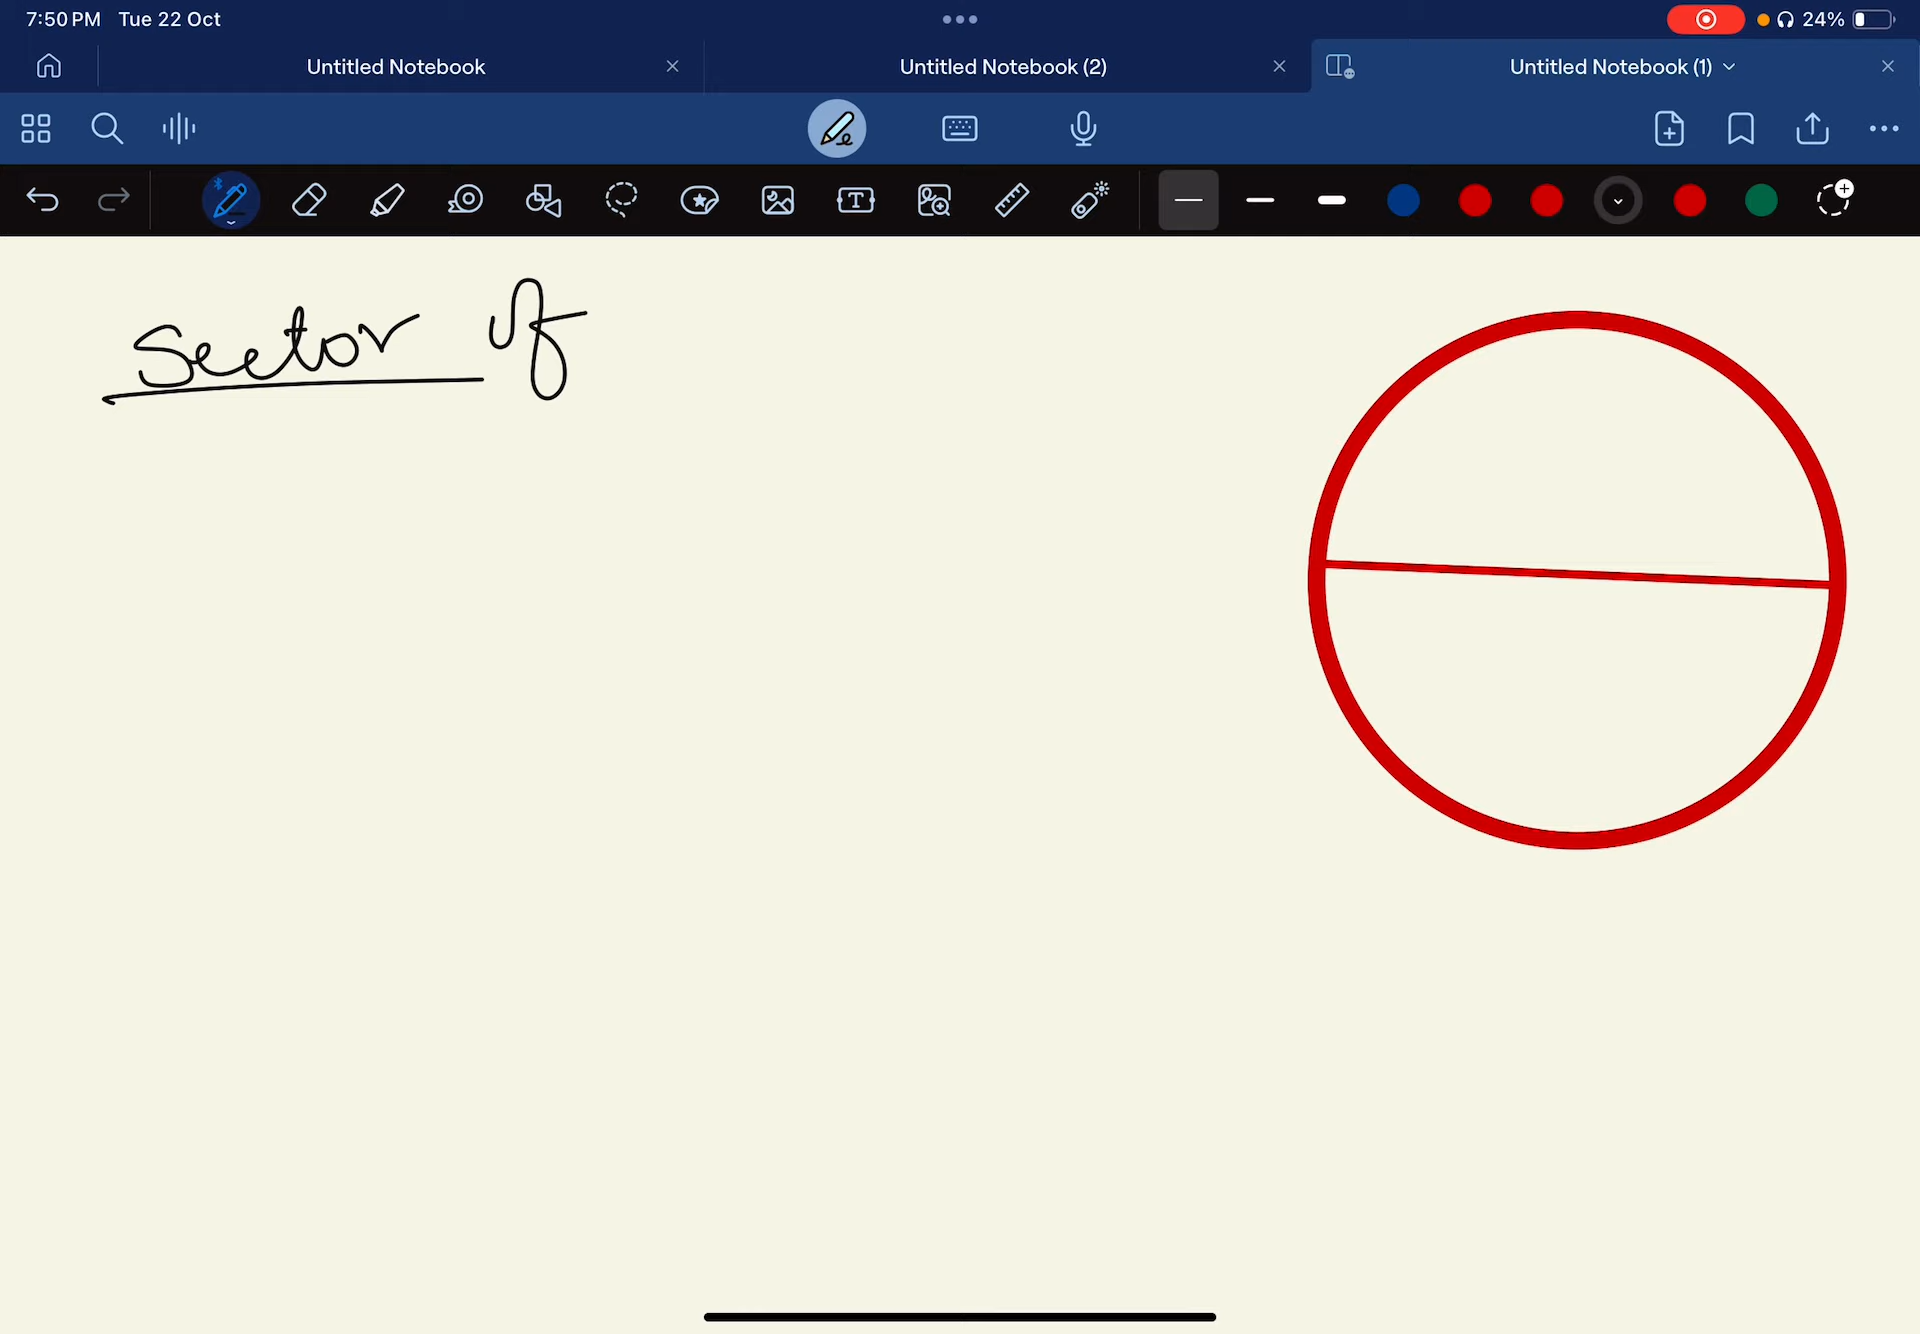 7:50 PM Tue 22 Oct 24%
Untitled Notebook Untitled Notebook (2) Untitled Notebook (1)
Sector of